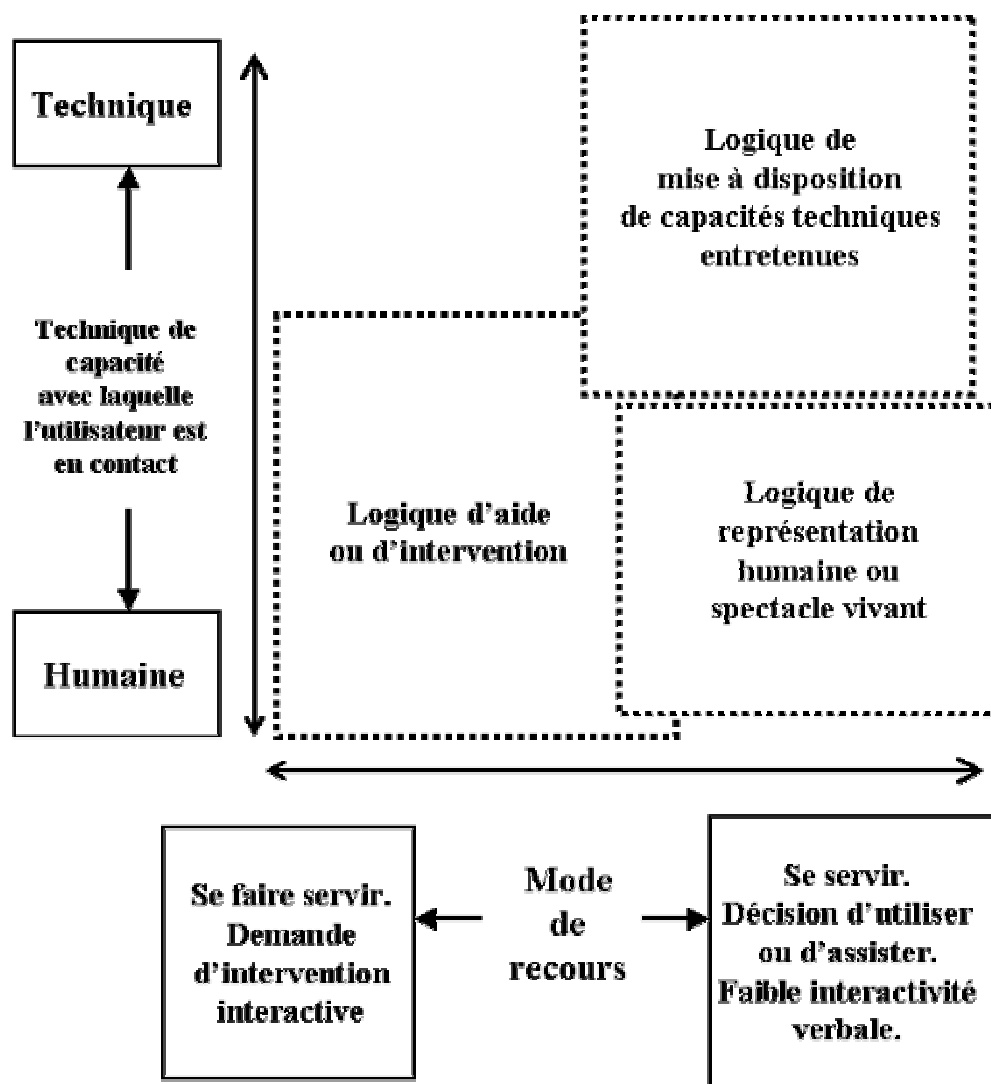 Technique
Logique de
mise à disposition
de capacités techniques
entretenues
Technique de
capacité
avec laquelle
l'utilisateur est
en contact
Logique d'aide
ou d'intervention
Logique de
représentation
humaine ou
spectacle vivant
Humaine
Se faire servir.
Demande
d'intervention
interactive
Mode
de
recours
Se servir.
Décision d'utiliser
ou d'assister.
Faible interactivité
verbale.